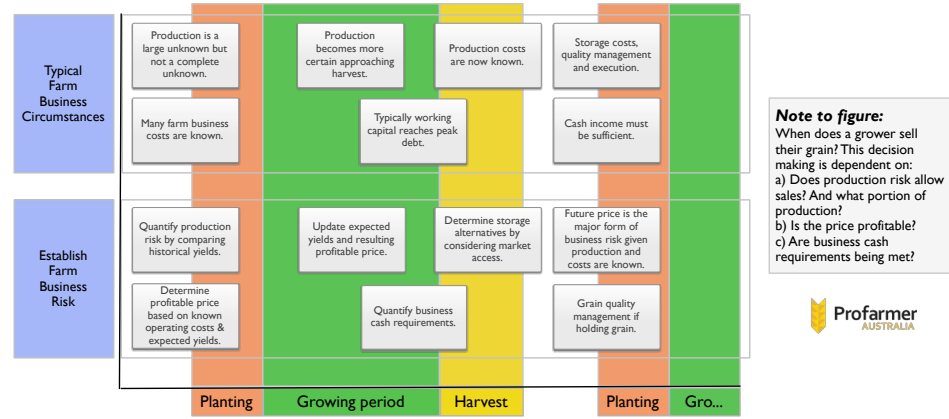 Typical
Farm
Business
Circumstances
Production is a
large unknown but
not a complete
unknown.
Production
becomes more
certain approaching
harvest.
Production costs
are now known.
Storage costs,
quality management
and execution.
Many farm business
costs are known.
Typically working
capital reaches peak
debt.
Cash income must
be sufficient.
Establish
Farm
Business
Risk
Quantify production
risk by comparing
historical yields.
Update expected
yields and resulting
profitable price.
Determine storage
alternatives by
considering market
access.
Future price is the
major form of
business risk given
production and
costs are known.
Determine
profitable price
based on known
operating costs &
expected yields.
Quantify business
cash requirements.
Grain quality
management if
holding grain.
Planting
Growing period
Harvest
Planting
Gro...
Note to figure:
When does a grower sell
their grain? This decision
making is dependent on:
a) Does production risk allow
sales? And what portion of
production?
b) Is the price profitable?
c) Are business cash
requirements being met?
Profarmer
AUSTRALIA